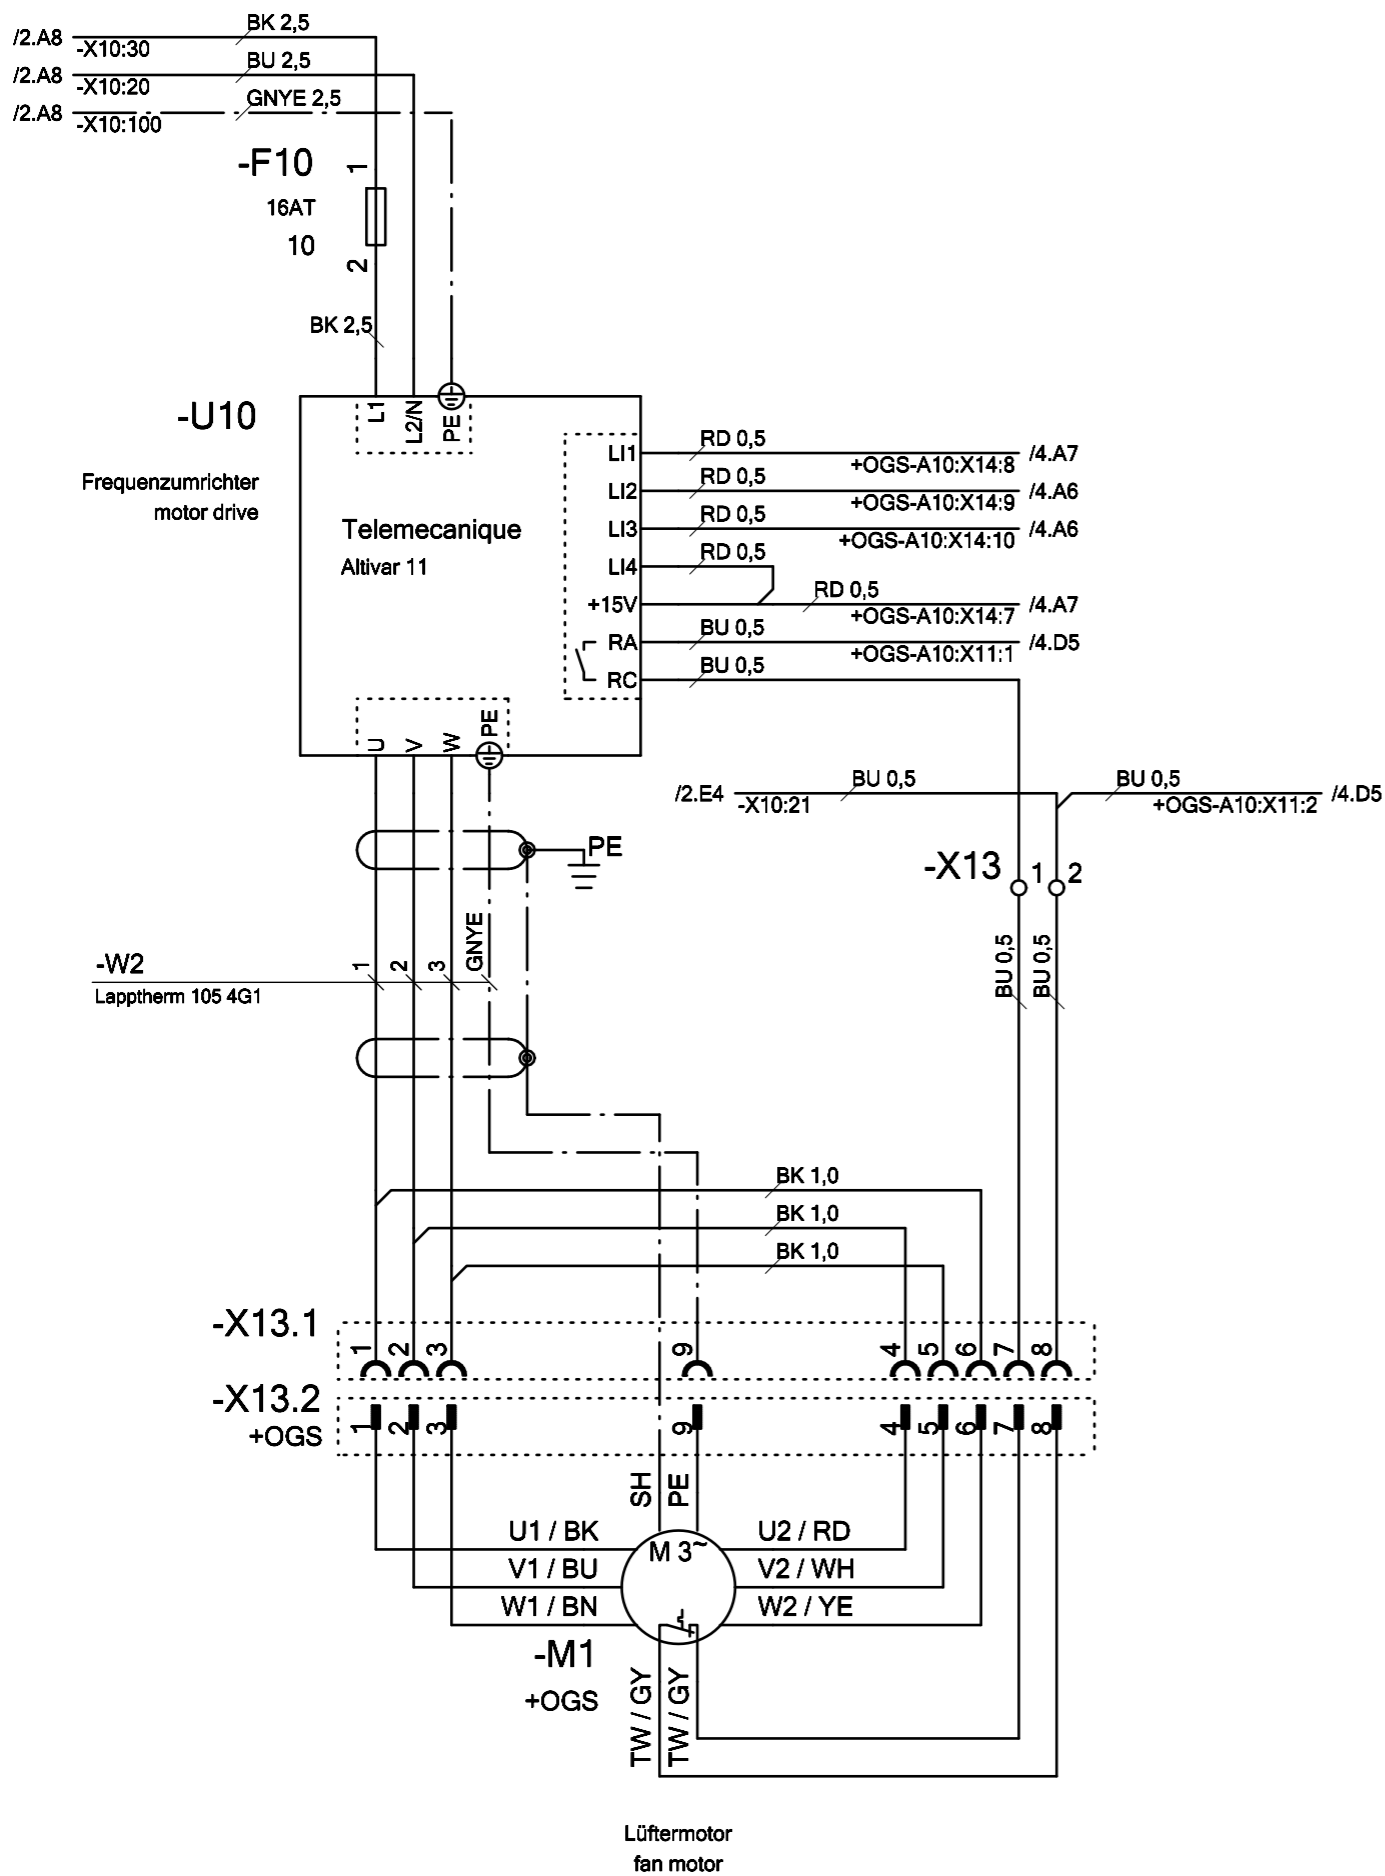 BK 2,5
/2.A8
-X10:30
BU 2,5
/2.A8
-X10:20
GNYE 2,5
/2.A8
-X10:100
-F10
1
16AT
10
2
BK 2,5
-U10
L1
L2/N
PE
Frequenzumrichter
motor drive
Telemecanique
Altivar 11
LI1
RD 0,5
+OGS-A10:X14:8
/4.A7
LI2
RD 0,5
+OGS-A10:X14:9
/4.A6
LI3
RD 0,5
+OGS-A10:X14:10
/4.A6
LI4
RD 0,5
+15V
RD 0,5
+OGS-A10:X14:7
/4.A7
RA
BU 0,5
+OGS-A10:X11:1
/4.D5
RC
BU 0,5
U
V
W
PE
/2.E4
-X10:21
BU 0,5
BU 0,5
+OGS-A10:X11:2
/4.D5
PE
-X13
1
2
-W2
Lapptherm 105 4G1
1
2
3
GNYE
BU 0,5
BU 0,5
BK 1,0
BK 1,0
BK 1,0
-X13.1
1
2
3
9
4
5
6
7
8
-X13.2
+OGS
1
2
3
9
4
5
6
7
8
SH
PE
U1 / BK
M 3~
U2 / RD
V1 / BU
V2 / WH
W1 / BN
W2 / YE
-M1
+OGS
TW / GY
TW / GY
Lüftermotor
fan motor